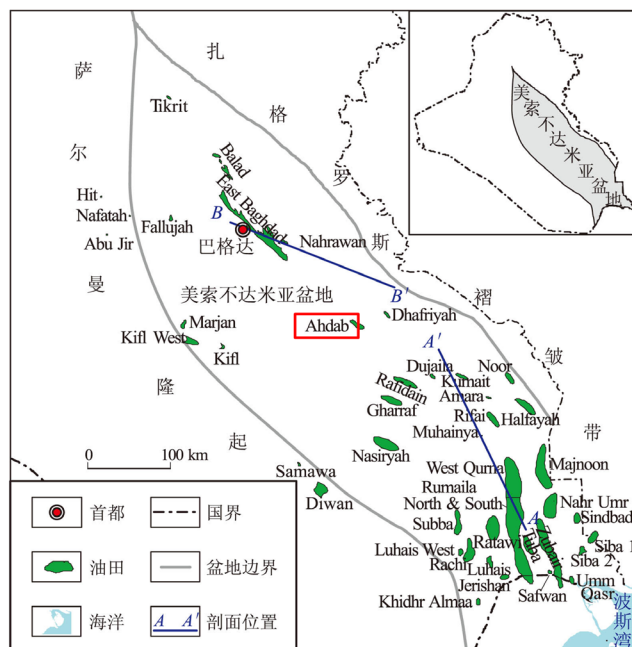 萨尔曼隆起
扎格罗斯褶皱带
美索不达米亚盆地
Tikrit
Balad
East Baghdad
Hit
Nafatah
Abu Jir
Fallujah
B
巴格达
Nahrawan
B'
美索不达米亚盆地
Marjan
Kifl West
Kifl
Ahdab
Dhafriyah
A'
Dujaila
Kumait
Noor
Rafidain
Amara
Gharraf
Rifai
Halfayah
Muhainya
Nasiryah
0
100 km
Samawa
Diwan
West Qurna
Majnoon
Rumaila
North & South
Nahr Umr
Subba
A
Sindbad
Ratawi
Tuba
Zubair
Siba 1
Luhais West
Siba 2
Rachi
Luhais
Jerishan
Umm
Qasr
Safwan
Khidhr Almaa
波斯湾
首都
国界
油田
盆地边界
海洋
A A'
剖面位置